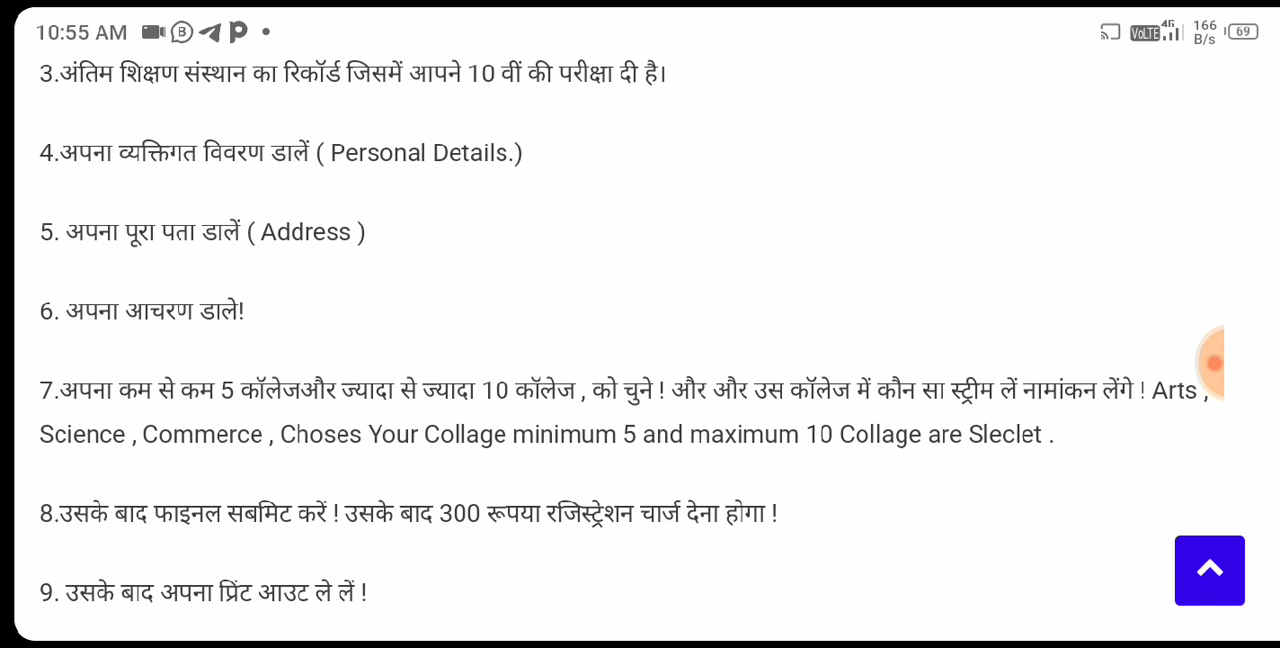 10:55 AM B VoLTE 4G 166 B/s 69
3.अंतिम शिक्षण संस्थान का रिकॉर्ड जिसमें आपने 10 वीं की परीक्षा दी है।
4.अपना व्यक्तिगत विवरण डालें ( Personal Details.)
5. अपना पूरा पता डालें ( Address )
6. अपना आचरण डाले!
7.अपना कम से कम 5 कॉलेजऔर ज्यादा से ज्यादा 10 कॉलेज , को चुने ! और और उस कॉलेज में कौन सा स्ट्रीम लें नामांकन लेंगे ! Arts ,
Science , Commerce , Choses Your Collage minimum 5 and maximum 10 Collage are Sleclet .
8.उसके बाद फाइनल सबमिट करें ! उसके बाद 300 रूपया रजिस्ट्रेशन चार्ज देना होगा !
9. उसके बाद अपना प्रिंट आउट ले लें !